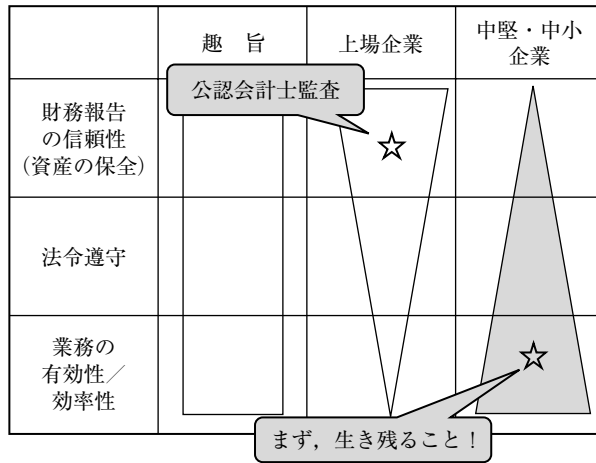 趣　旨
上場企業
中堅・中小
企業
公認会計士監査
財務報告
の信頼性
（資産の保全）
☆
法令遵守
業務の
有効性／
効率性
☆
まず，生き残ること！